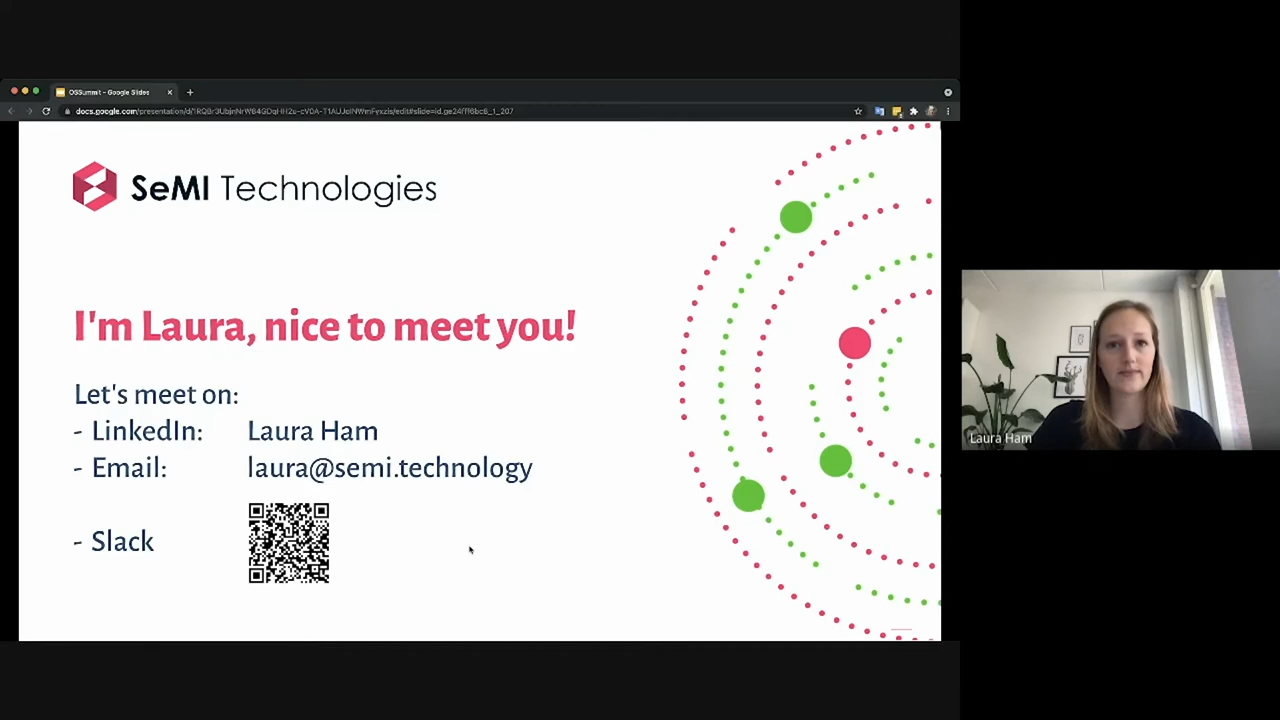 OSSummit - Google Slides
SeMI Technologies
I'm Laura, nice to meet you!
Let's meet on:
- LinkedIn: Laura Ham
- Email: laura@semi.technology
- Slack
Laura Ham